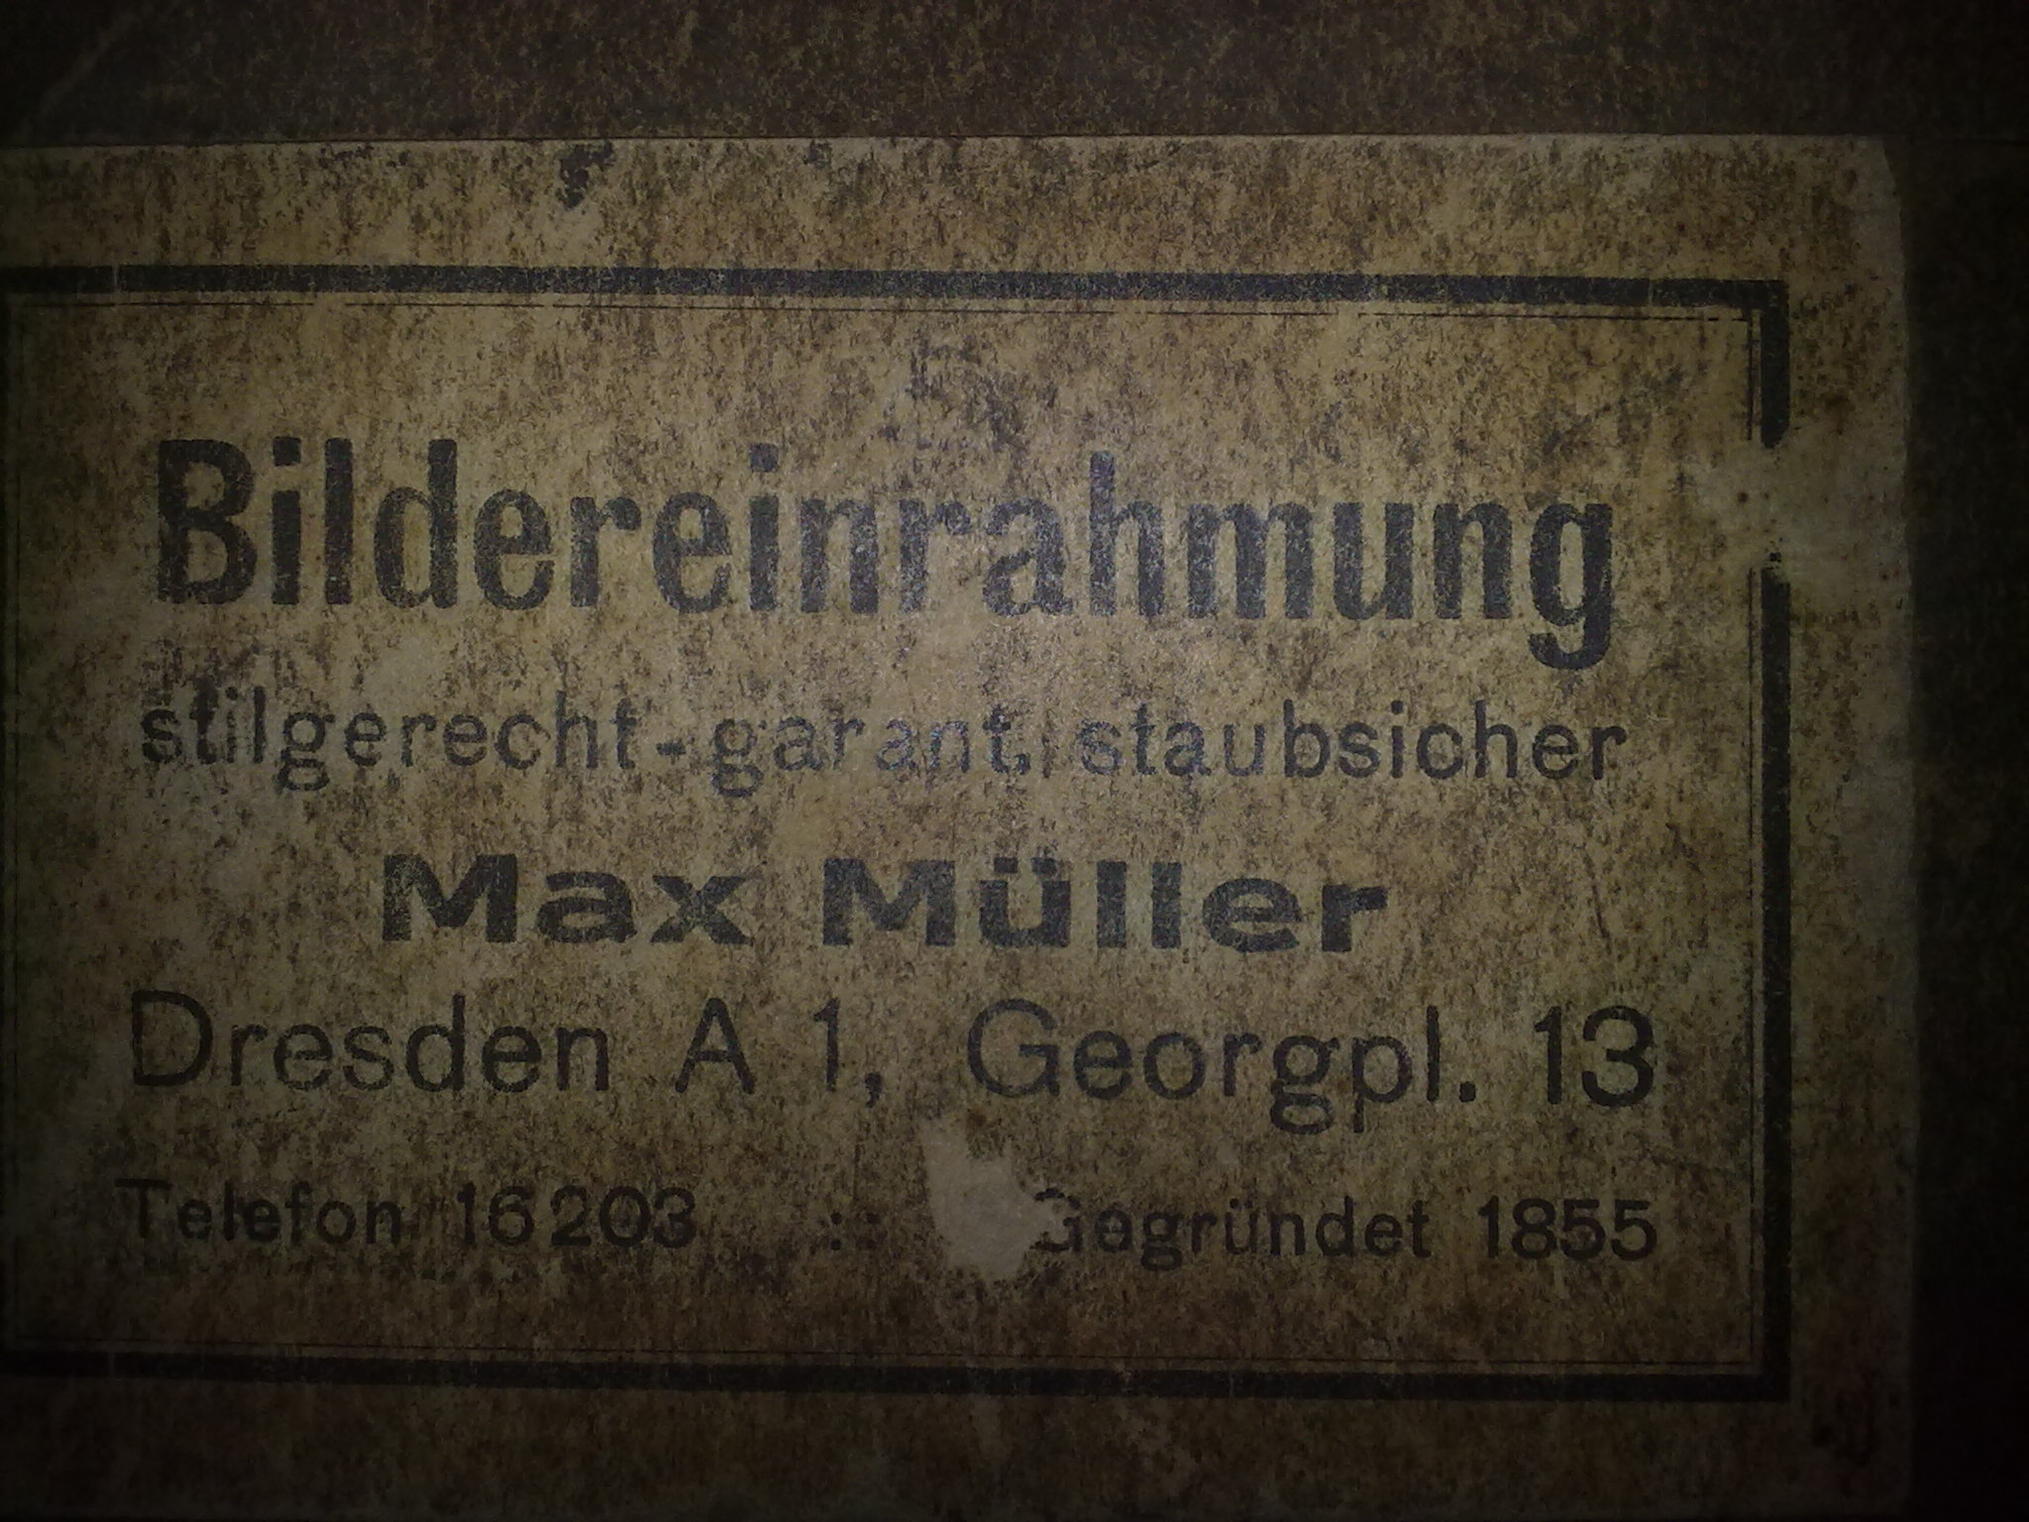 Bildereinrahmung
stilgerecht-garant. staubsicher
Max Müller
Dresden A 1, Georgpl. 13
Telefon 16203 :: Gegründet 1855